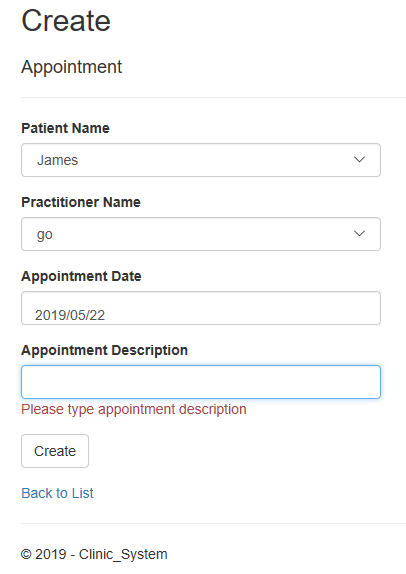 Create
Appointment
Patient Name
James
Practitioner Name
go
Appointment Date
2019/05/22
Appointment Description
Please type appointment description
Create
Back to List
© 2019 - Clinic_System